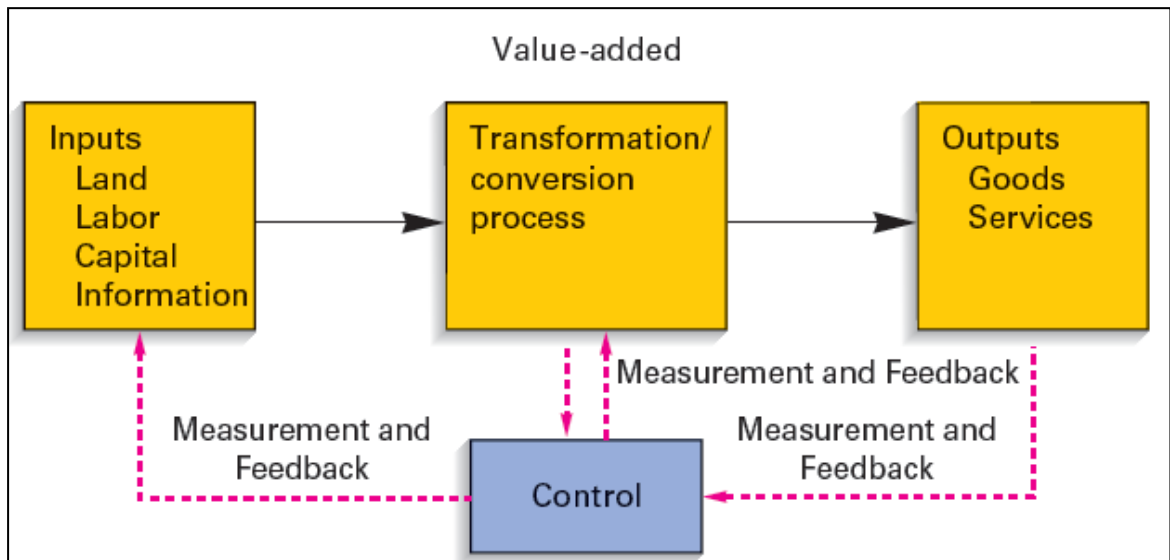 Value-added
Inputs
Land
Labor
Capital
Information
Transformation/
conversion
process
Outputs
Goods
Services
Measurement and Feedback
Measurement and
Feedback
Measurement and
Feedback
Control